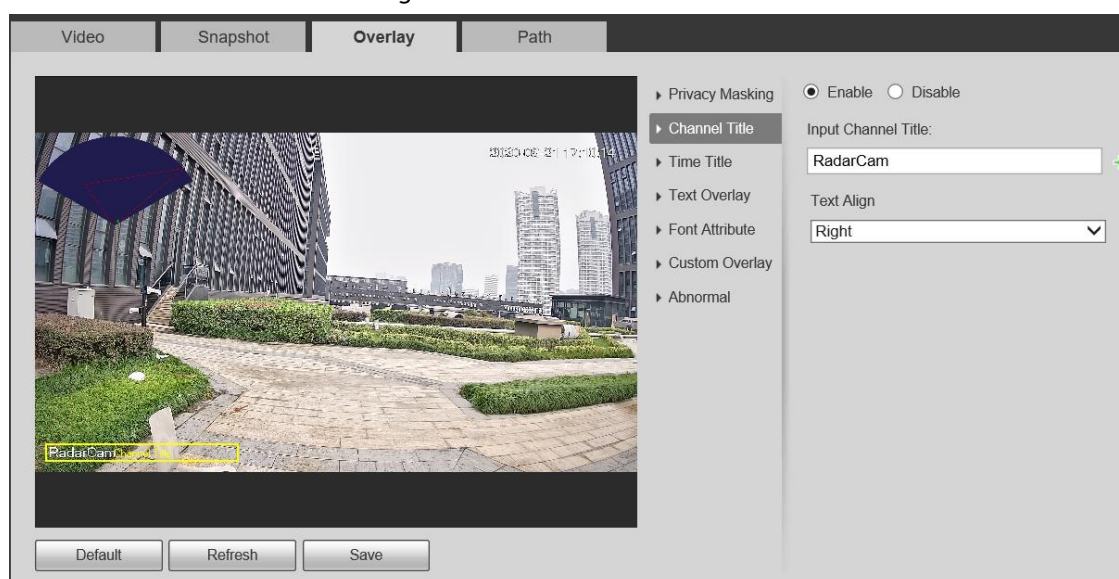 Video Snapshot Overlay Path
Privacy Masking
Channel Title
Time Title
Text Overlay
Font Attribute
Custom Overlay
Abnormal
Enable Disable
Input Channel Title:
RadarCam
Text Align
Right
RadarCam
Default Refresh Save